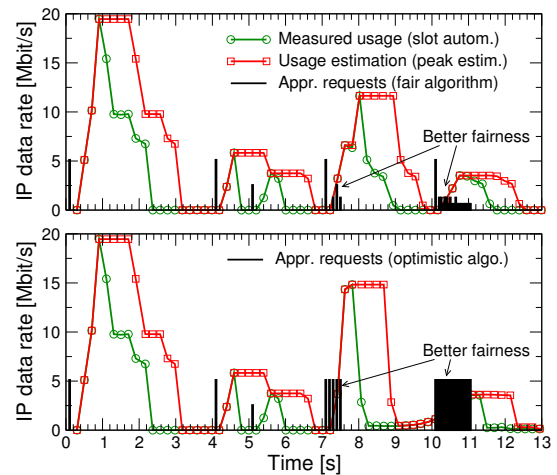 IP data rate [Mbit/s]
20
15
10
5
0
Measured usage (slot autom.)
Usage estimation (peak estim.)
Appr. requests (fair algorithm)
Better fairness
IP data rate [Mbit/s]
20
15
10
5
0
Appr. requests (optimistic algo.)
Better fairness
0 1 2 3 4 5 6 7 8 9 10 11 12 13
Time [s]